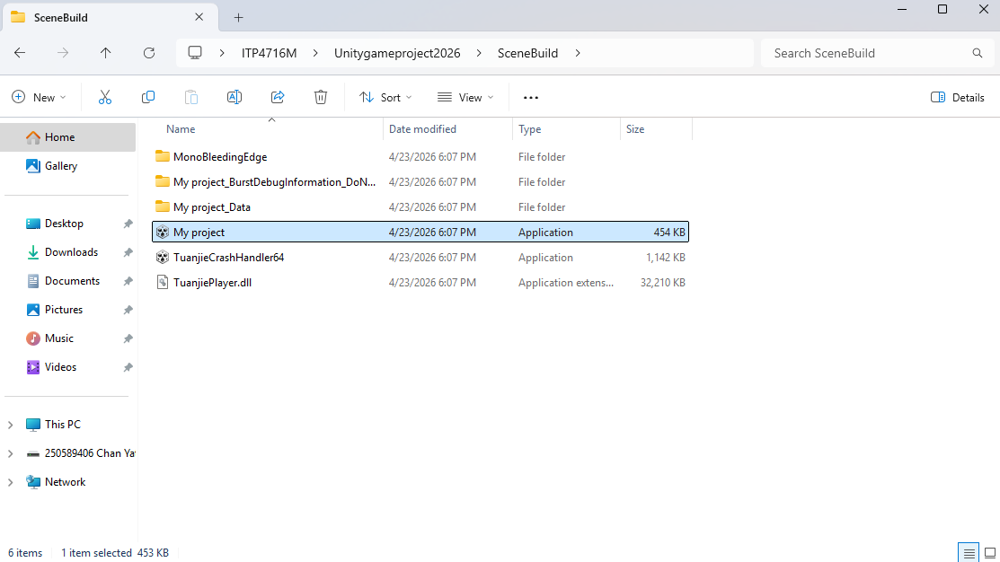 SceneBuild
ITP4716M > Unitygameproject2026 > SceneBuild >
Search SceneBuild
New
Sort
View
Details
Name Date modified Type Size
Home
Gallery
Desktop
Downloads
Documents
Pictures
Music
Videos
This PC
250589406 Chan Ya
Network
MonoBleedingEdge 4/23/2026 6:07 PM File folder
My project_BurstDebugInformation_DoN... 4/23/2026 6:07 PM File folder
My project_Data 4/23/2026 6:07 PM File folder
My project 4/23/2026 6:07 PM Application 454 KB
TuanjieCrashHandler64 4/23/2026 6:07 PM Application 1,142 KB
TuanjiePlayer.dll 4/23/2026 6:07 PM Application extens... 32,210 KB
6 items 1 item selected 453 KB